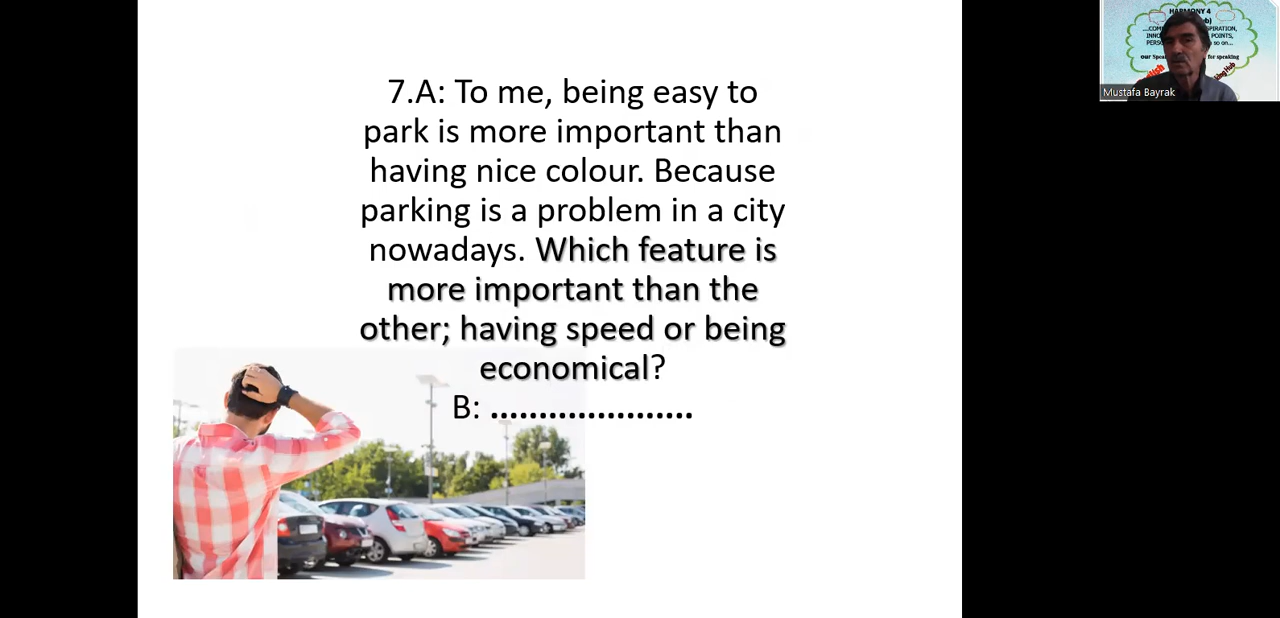 7.A: To me, being easy to
park is more important than
having nice colour. Because
parking is a problem in a city
nowadays. Which feature is
more important than the
other; having speed or being
economical?
B: .....................
HARMONY 4
Mustafa Bayrak